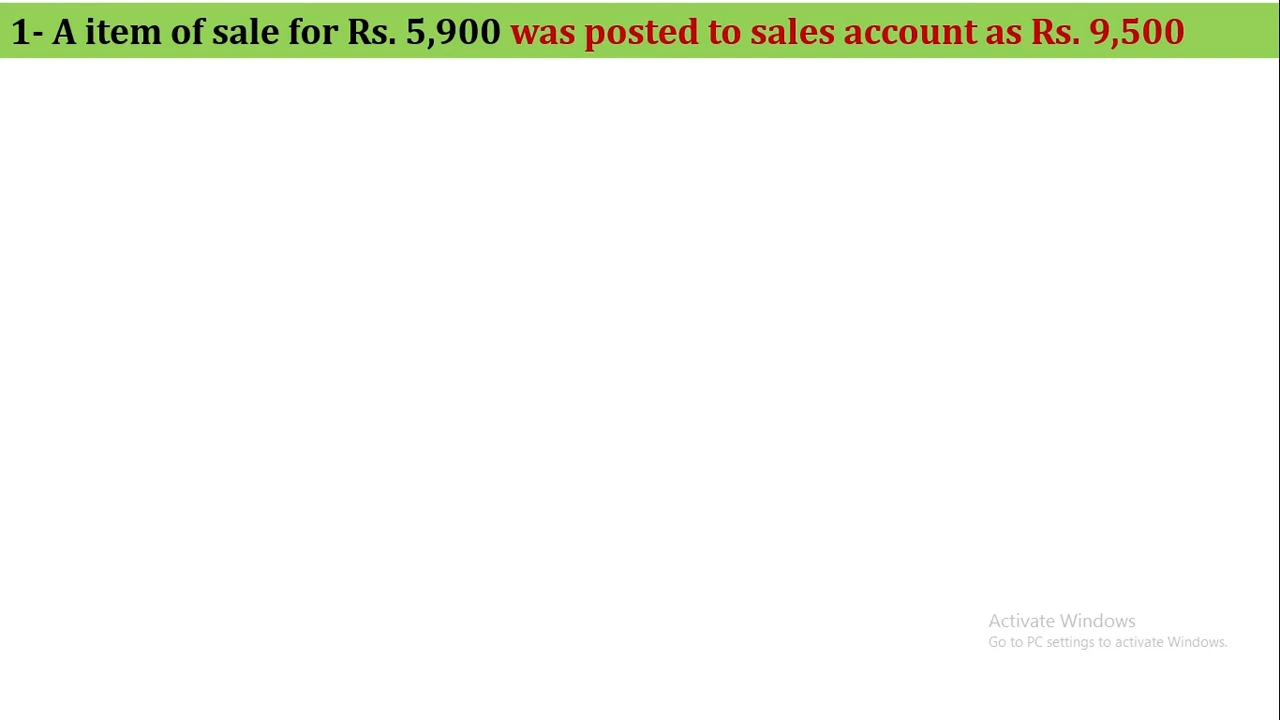 1- A item of sale for Rs. 5,900 was posted to sales account as Rs. 9,500
Activate Windows
Go to PC settings to activate Windows.